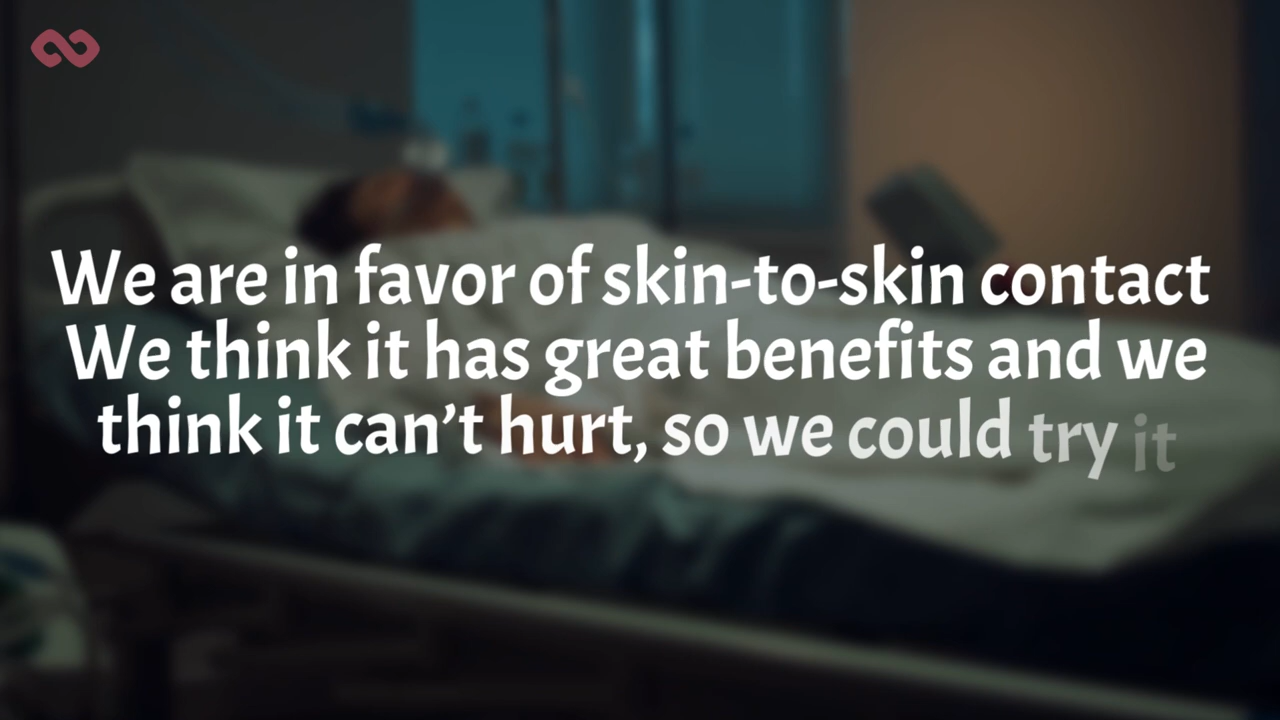 We are in favor of skin-to-skin contact
We think it has great benefits and we
think it can’t hurt, so we could try it